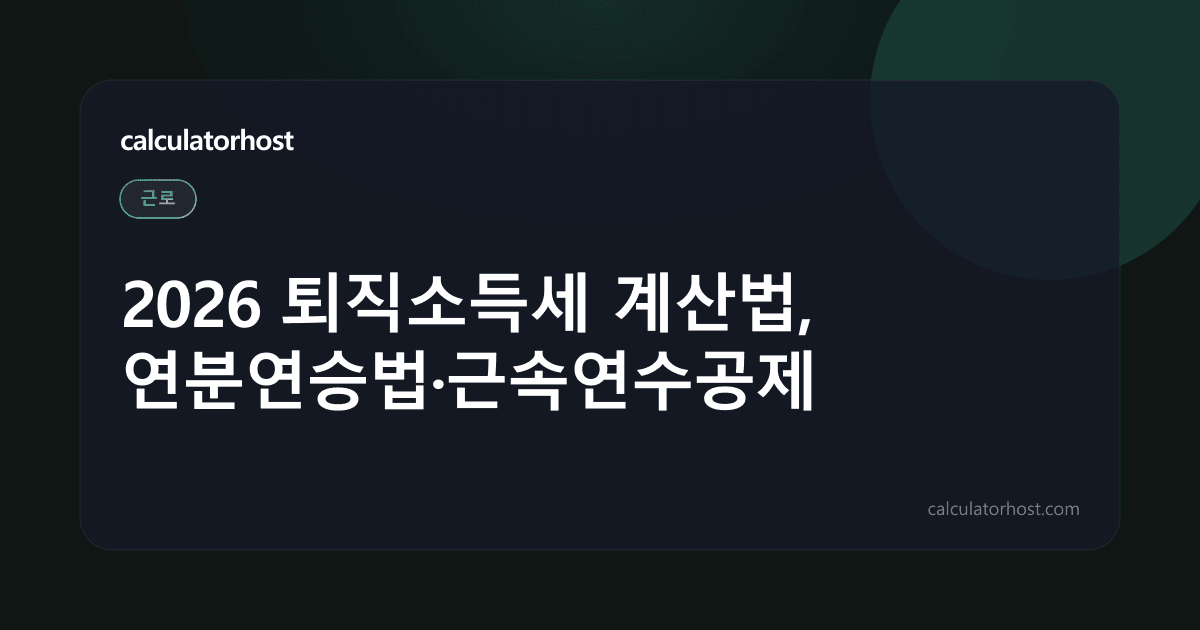 calculatorhost
근로
2026 퇴직소득세 계산법,
연분연승법·근속연수공제
calculatorhost.com